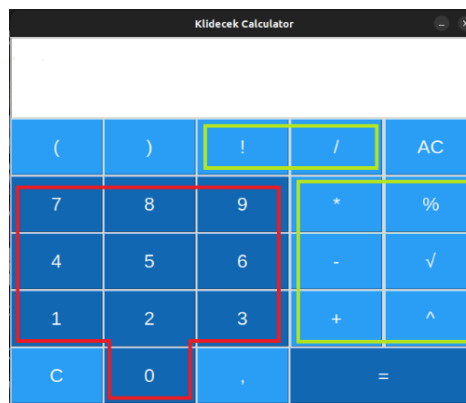 Klidecek Calculator
( ) ! / AC
7 8 9 * %
4 5 6 - √
1 2 3 + ^
C 0 , =